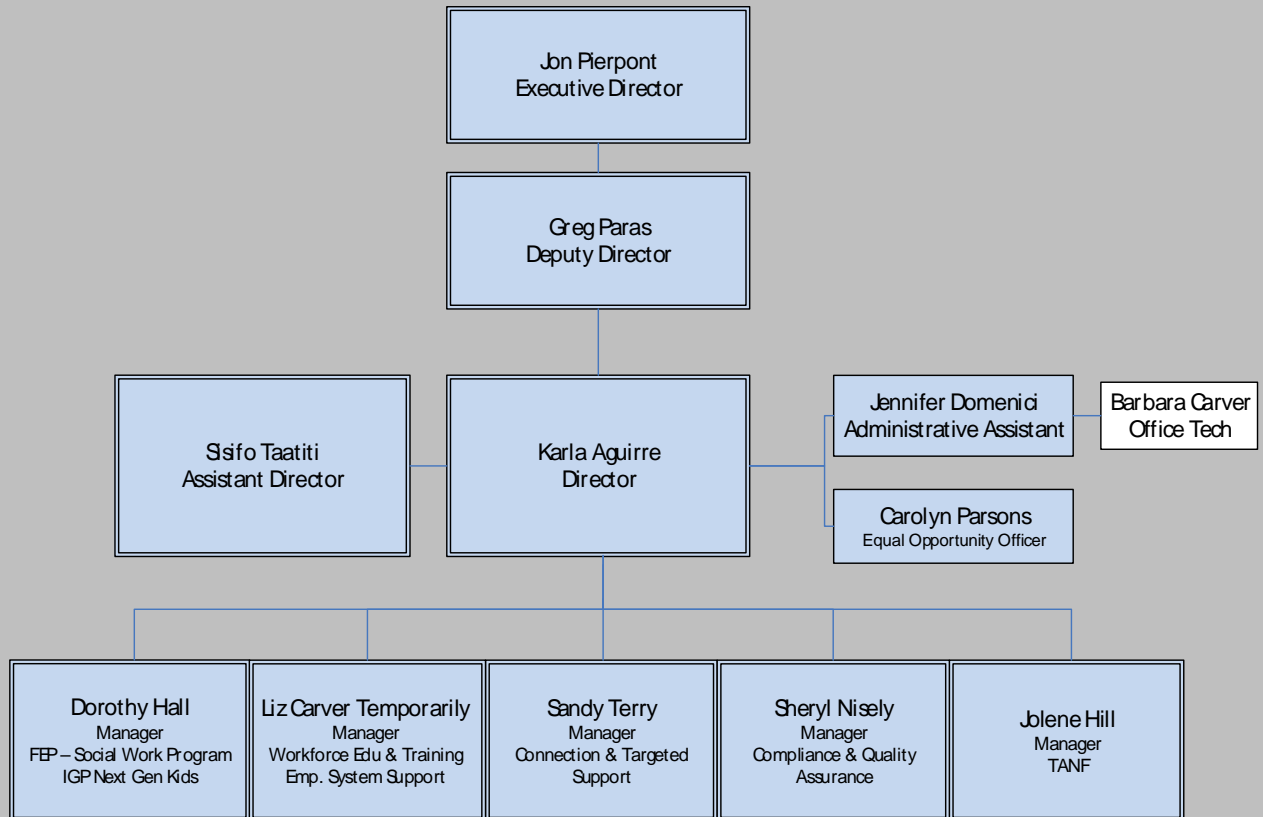 Jon Pierpont
Executive Director
Greg Paras
Deputy Director
Sisifo Taatiti
Assistant Director
Karla Aguirre
Director
Jennifer Domenici
Administrative Assistant
Barbara Carver
Office Tech
Carolyn Parsons
Equal Opportunity Officer
Dorothy Hall
Manager
FEP – Social Work Program
IGP Next Gen Kids
Liz Carver Temporarily
Manager
Workforce Edu & Training
Emp. System Support
Sandy Terry
Manager
Connection & Targeted
Support
Sheryl Nisely
Manager
Compliance & Quality
Assurance
Jolene Hill
Manager
TANF